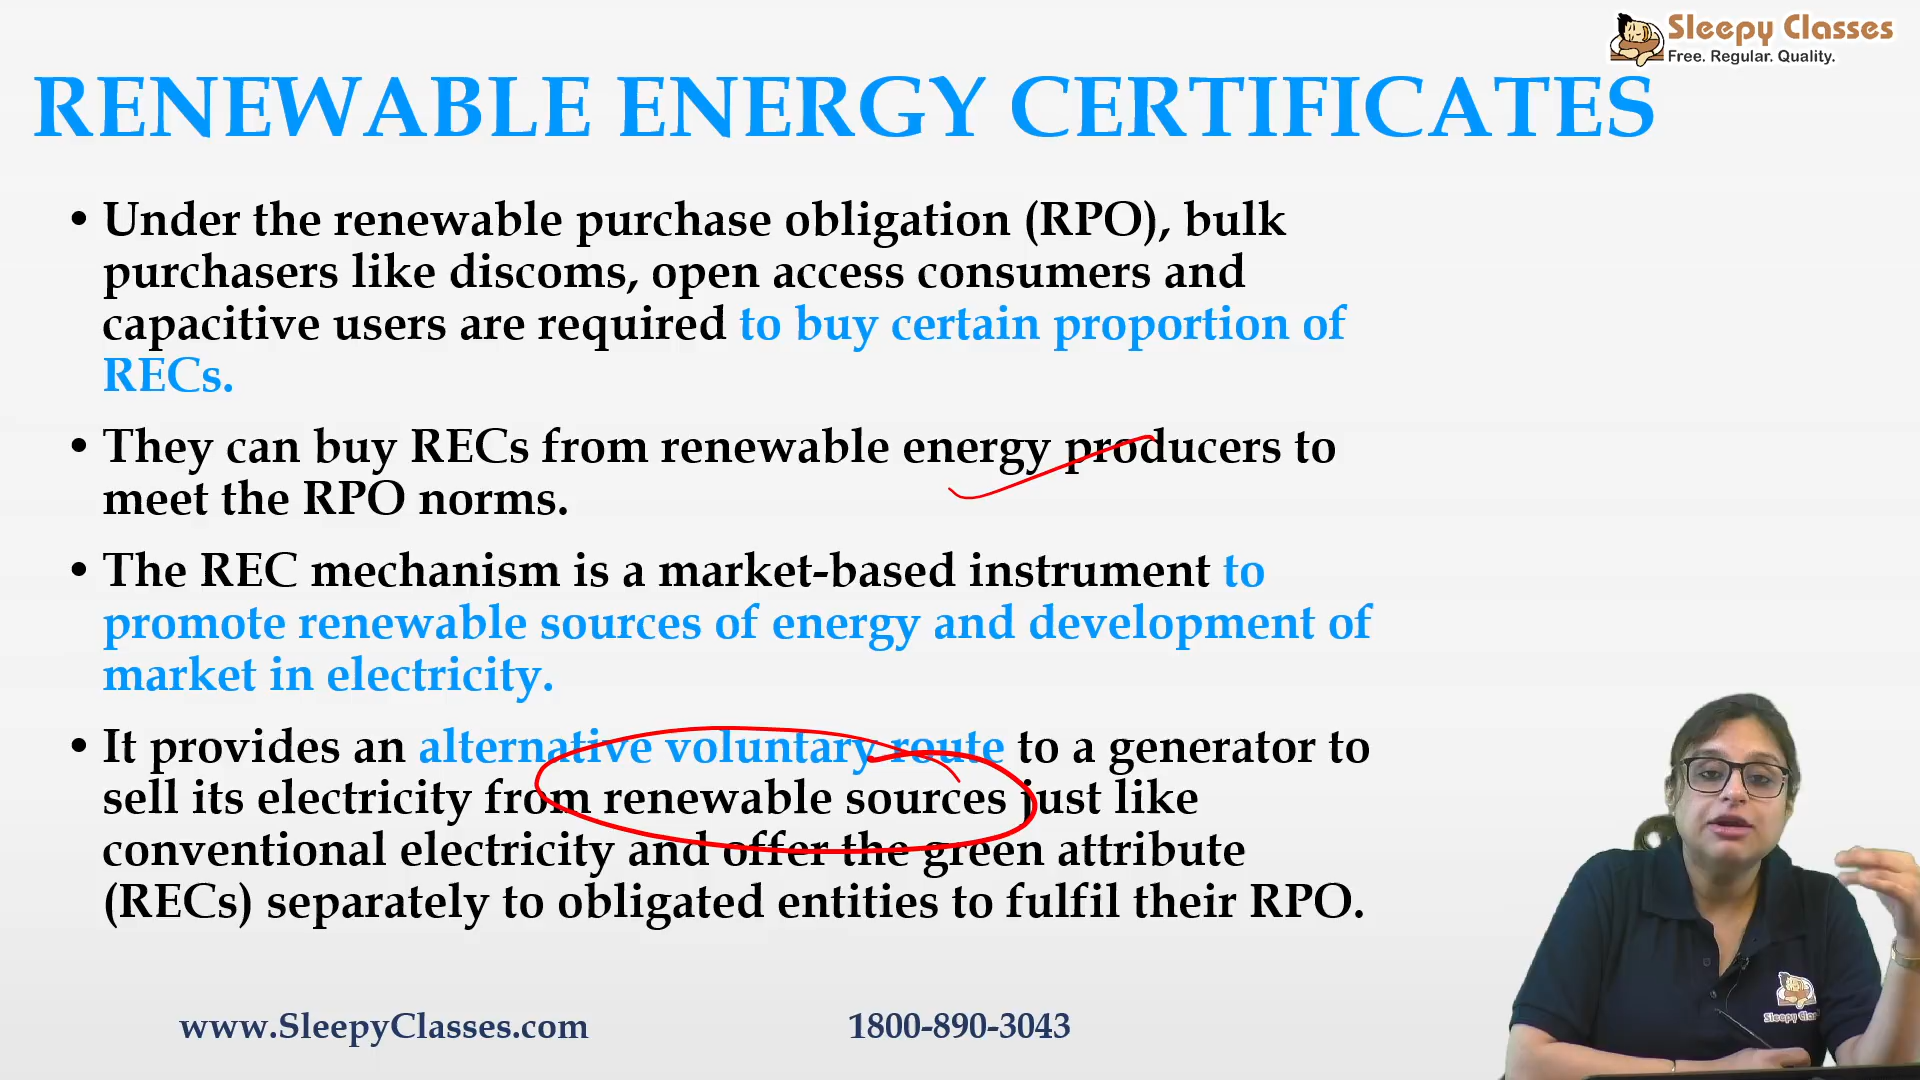 Sleepy Classes
Free. Regular. Quality.
RENEWABLE ENERGY CERTIFICATES
• Under the renewable purchase obligation (RPO), bulk
purchasers like discoms, open access consumers and
capacitive users are required to buy certain proportion of
RECs.
• They can buy RECs from renewable energy producers to
meet the RPO norms.
• The REC mechanism is a market-based instrument to
promote renewable sources of energy and development of
market in electricity.
• It provides an alternative voluntary route to a generator to
sell its electricity from renewable sources just like
conventional electricity and offer the green attribute
(RECs) separately to obligated entities to fulfil their RPO.
www.SleepyClasses.com
1800-890-3043